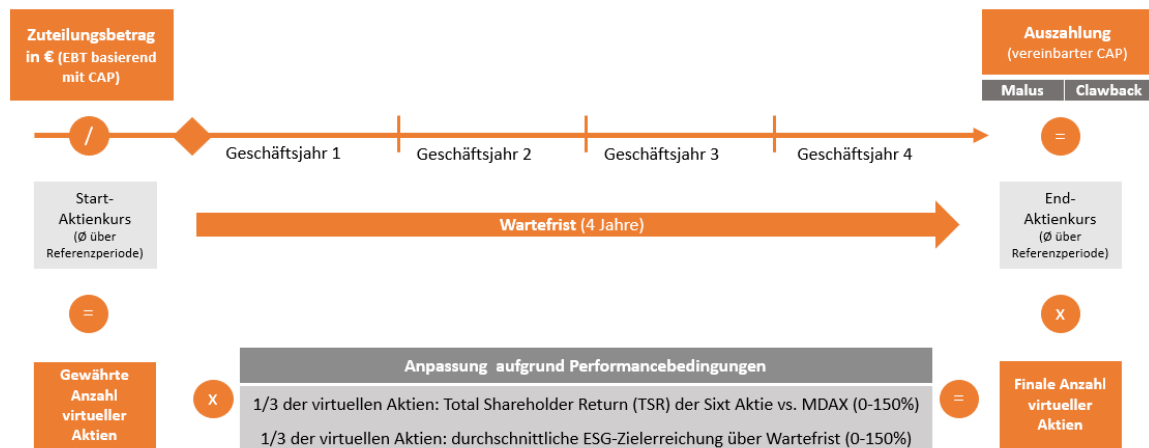 Zuteilungsbetrag
in € (EBT basierend
mit CAP)
Auszahlung
(vereinbarter CAP)
Malus
Clawback
/
=
Geschäftsjahr 1
Geschäftsjahr 2
Geschäftsjahr 3
Geschäftsjahr 4
Start-
Aktienkurs
(Ø über
Referenzperiode)
Wartefrist (4 Jahre)
End-
Aktienkurs
(Ø über
Referenzperiode)
=
x
Gewährte
Anzahl
virtueller
Aktien
x
Anpassung aufgrund Performancebedingungen
1/3 der virtuellen Aktien: Total Shareholder Return (TSR) der Sixt Aktie vs. MDAX (0-150%)
1/3 der virtuellen Aktien: durchschnittliche ESG-Zielerreichung über Wartefrist (0-150%)
=
Finale Anzahl
virtueller
Aktien